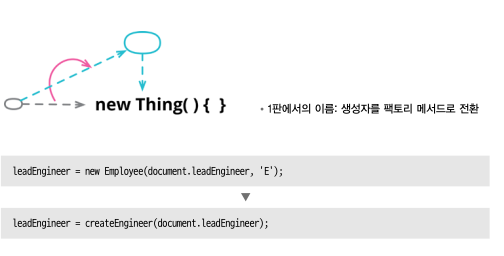 new Thing( ) {  }
• 1판에서의 이름: 생성자를 팩토리 메서드로 전환
leadEngineer = new Employee(document.leadEngineer, 'E');
leadEngineer = createEngineer(document.leadEngineer);